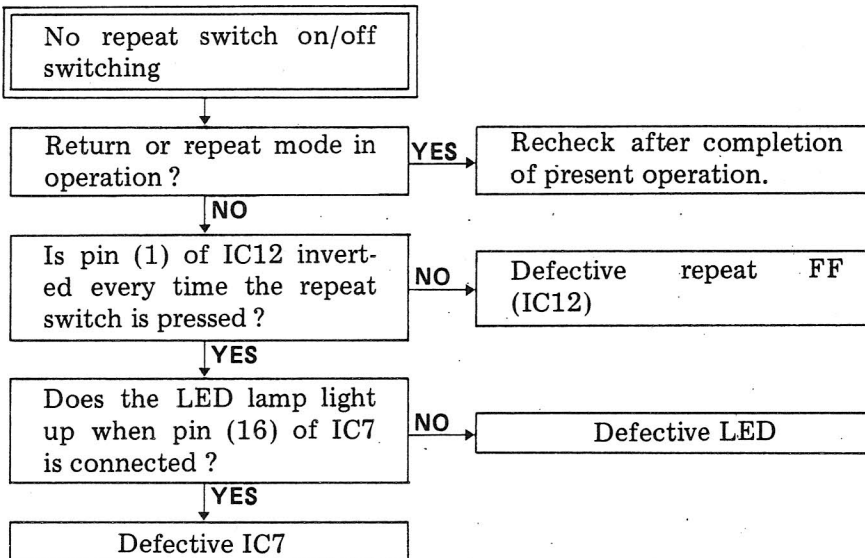 No repeat switch on/off
switching
Return or repeat mode in
operation ?
YES
Recheck after completion
of present operation.
NO
Is pin (1) of IC12 invert-
ed every time the repeat
switch is pressed ?
NO
Defective repeat FF
(IC12)
YES
Does the LED lamp light
up when pin (16) of IC7
is connected ?
NO
Defective LED
YES
Defective IC7